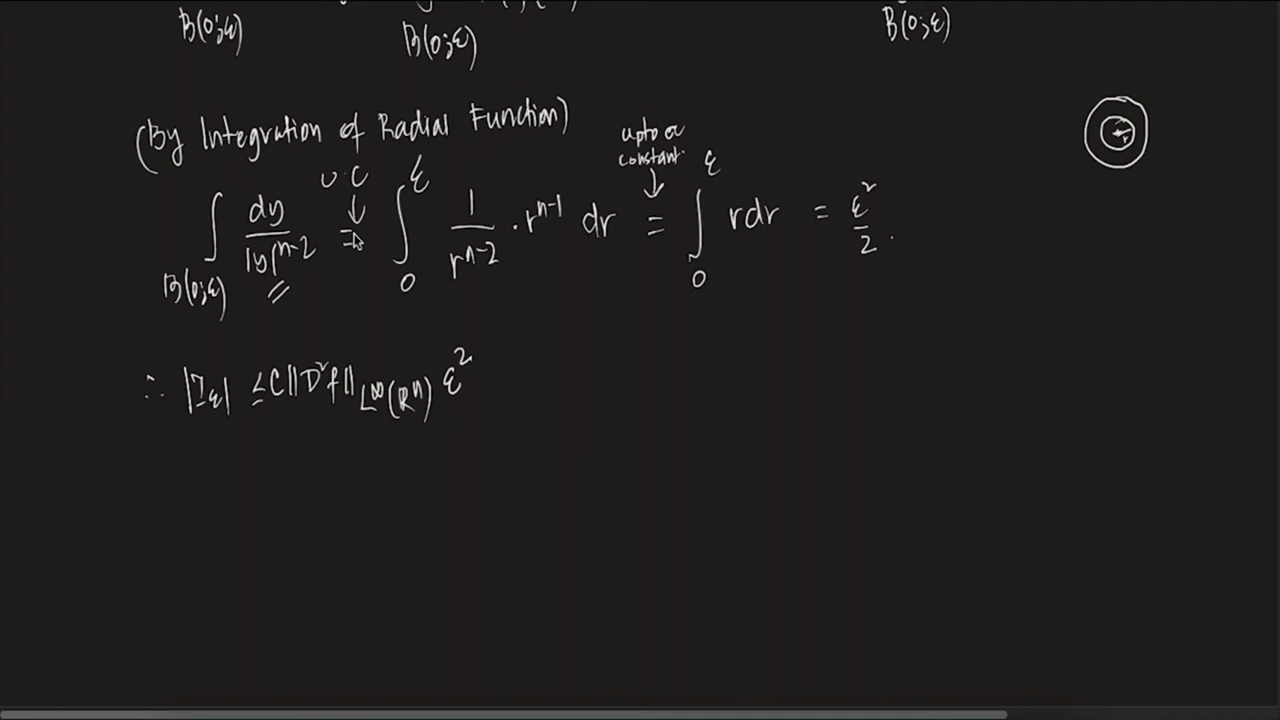 B(0;ε) B(0;ε) B(0;ε)
(By Integration of Radial Function)
∫_{B(0;ε)} dy/|y|^{n-2} = ∫_0^ε 1/r^{n-2} · r^{n-1} dr = ∫_0^ε r dr = ε²/2 .
U.C ↓
upto a
constant. ↓
∴ |I_ε| ≤ C ||D²f||_{L^∞(ℝ^n)} ε²